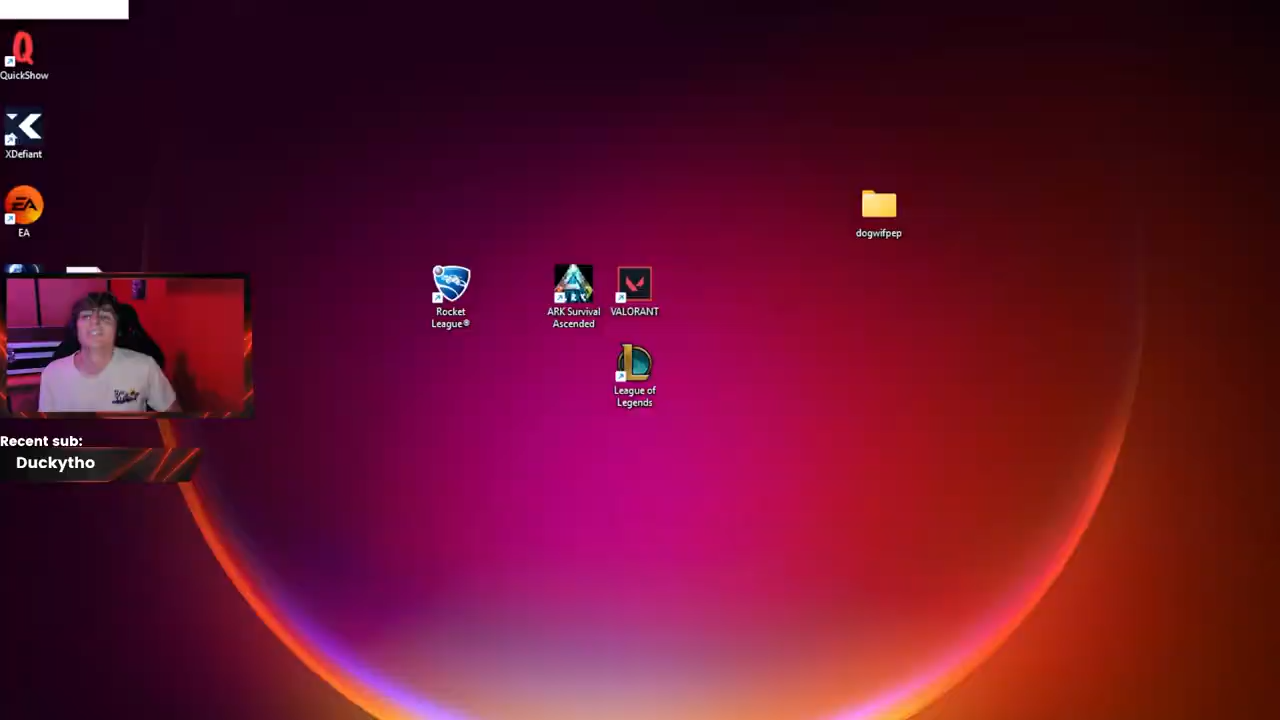 QuickShow
XDefiant
EA
dogwifpep
Rocket
League®
ARK Survival
Ascended
VALORANT
League of
Legends
Recent sub:
Duckytho